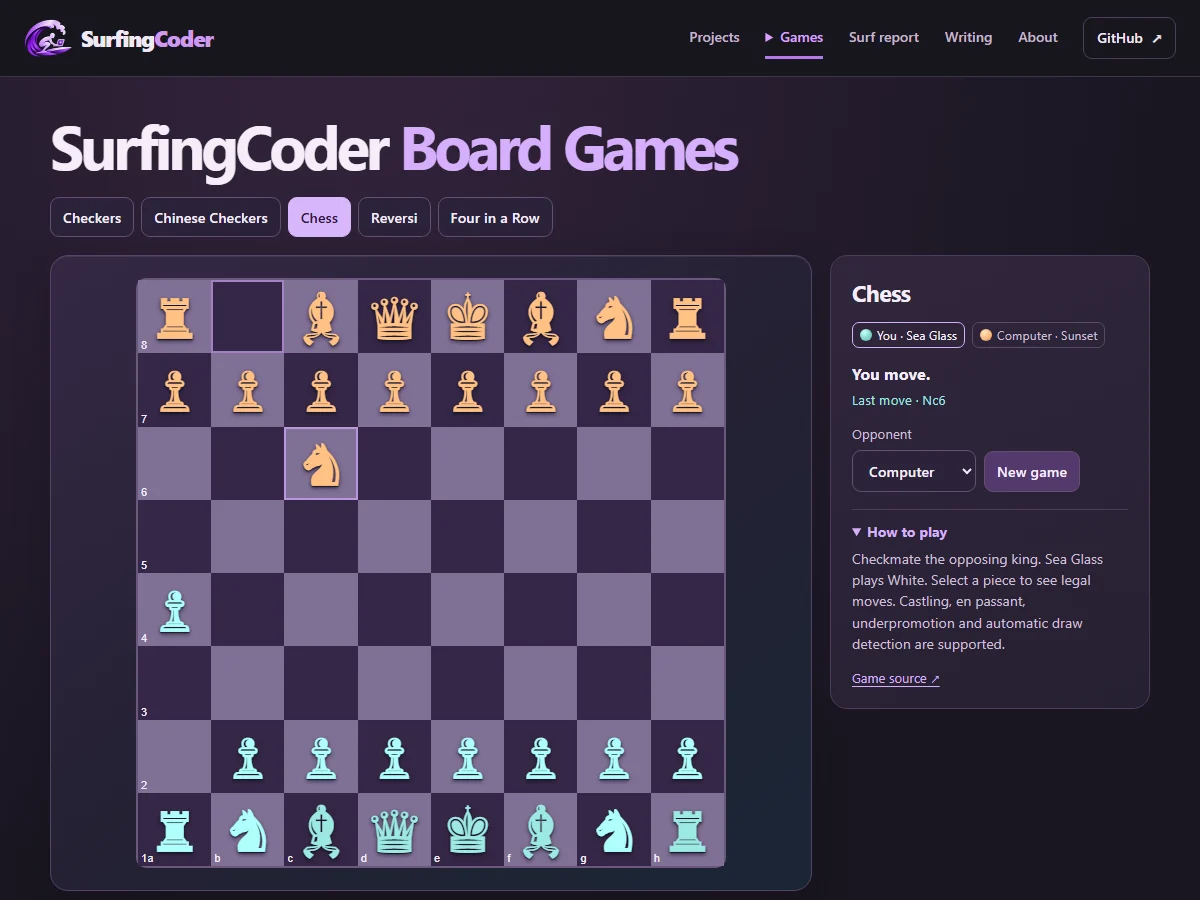 SurfingCoder
Projects
▶ Games
Surf report
Writing
About
GitHub ↗
SurfingCoder Board Games
Checkers
Chinese Checkers
Chess
Reversi
Four in a Row
8
7
6
5
4
3
2
1a
b
c
d
e
f
g
h
Chess
You · Sea Glass
Computer · Sunset
You move.
Last move · Nc6
Opponent
Computer
New game
▼ How to play
Checkmate the opposing king. Sea Glass
plays White. Select a piece to see legal
moves. Castling, en passant,
underpromotion and automatic draw
detection are supported.
Game source ↗